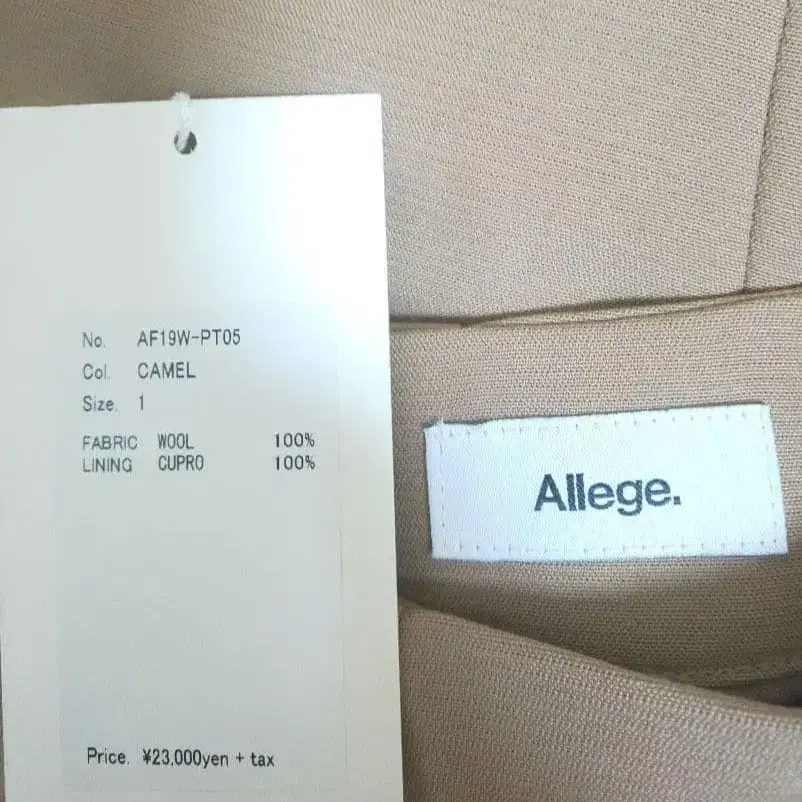 No. AF19W-PT05
Col. CAMEL
Size. 1
FABRIC WOOL 100%
LINING CUPRO 100%
Price. ¥23,000yen + tax
Allege.